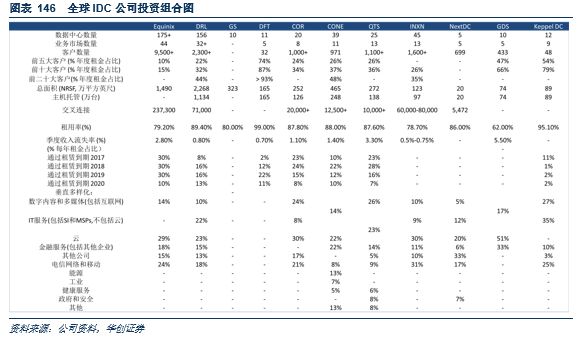 图表 146 全球 IDC 公司投资组合图
Equinix DRL GS DFT COR CONE QTS INXN NextDC GDS Keppel DC
数据中心数量 175+ 156 10 11 20 39 25 45 5 10 12
业务市场数量 44 32+ - 5 8 11 13 13 5 5 9
客户数量 9,500+ 2,300+ - 32 1,000+ 971 1,100+ 1,600+ 699 433 48
前五大客户(% 年度租金占比) 10% 22% - 74% 24% 26% 26% - - 47% 54%
前十大客户(% 年度租金占比) 15% 32% - 87% 34% 37% 36% 26% - 66% 79%
前二十大客户(% 年度租金占比) - 44% - > 93% - 48% - 35% - - -
总面积(NRSF, 万平方英尺) 1,490 2,268 323 165 252 465 272 123 20 74 89
主机托管(万台) - 1,134 - 165 126 248 138 97 20 74 89
交叉连接 237,300 71,000 - - 20,000+ 12,500+ 10,000+ 60,000-80,000 5,472 - -
租用率(%) 79.20% 89.40% 80.00% 99.00% 87.80% 88.00% 87.60% 78.70% 86.00% 62.00% 95.10%
季度收入流失率(%) 2.80% 0.80% - 0.70% 1.10% 1.40% 3.30% 0.5%-0.75% - 5.50% -
(% 每年租金占比)
通过租赁到期 2017 30% 8% - 2% 23% 10% 23% - - - 11%
通过租赁到期 2018 30% 16% - 12% 24% 22% 28% - - - 1%
通过租赁到期 2019 30% 16% - 22% 15% 12% 16% - - - 2%
通过租赁到期 2020 10% 13% - 11% 8% 10% 7% - - - 2%
垂直多样化:
数字内容和多媒体(包括互联网) 14% 10% - - 24% 14% 26% 10% 5% 17% 27%
IT服务(包括SI和MSPs,不包括云) - 22% - - 8% 23% 9% 12% 35%
云 29% 23% - - 30% 22% - 30% 20% 51% -
金融服务(包括其他企业) 18% 15% - - - 22% 14% 11% 6% 33% 10%
其他公司 15% 13% - - 17% - 5% 10% 33% - 3%
电信网络和移动 24% 18% - - 21% 8% 9% 31% 17% - 25%
能源 - - - - - 13% - - - - -
工业 - - - - - 7% - - - - -
健康服务 - - - - - 5% 6% - - - -
政府和安全 - - - - - - 8% - 7% - -
其他 - - - - - 13% 8% - - - -
资料来源：公司资料，华创证券